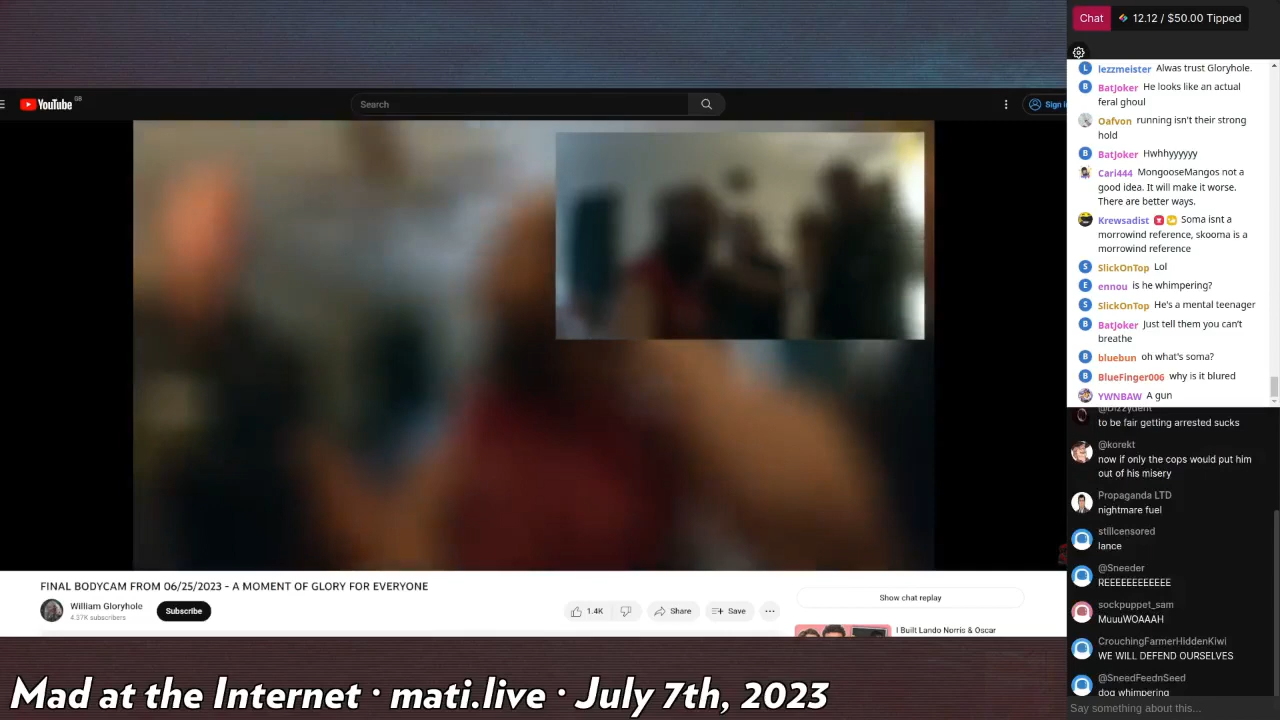 Chat
12.12 / $50.00 Tipped
YouTube GB
Search
Sign i
lezzmeister Alwas trust Gloryhole.
BatJoker He looks like an actual
feral ghoul
Oafvon running isn't their strong
hold
BatJoker Hwhhyyyyyy
Cari444 MongooseMangos not a
good idea. It will make it worse.
There are better ways.
Krewsadist Soma isnt a
morrowind reference, skooma is a
morrowind reference
SlickOnTop Lol
ennou is he whimpering?
SlickOnTop He's a mental teenager
BatJoker Just tell them you can't
breathe
bluebun oh what's soma?
BlueFinger006 why is it blured
YWNBAW A gun
@Dizzydent
to be fair getting arrested sucks
@korekt
now if only the cops would put him
out of his misery
Propaganda LTD
nightmare fuel
stillcensored
lance
@Sneeder
REEEEEEEEEEEE
sockpuppet_sam
MuuuWOAAAH
CrouchingFarmerHiddenKiwi
WE WILL DEFEND OURSELVES
@SneedFeednSeed
dog whimpering
Say something about this...
FINAL BODYCAM FROM 06/25/2023 - A MOMENT OF GLORY FOR EVERYONE
William Gloryhole
4.37K subscribers
Subscribe
1.4K
Share
Save
Show chat replay
I Built Lando Norris & Oscar
Mad at the Internet · mati.live · July 7th, 2023